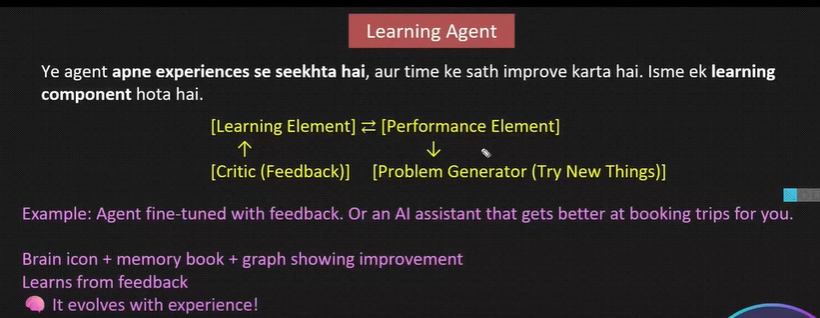 Learning Agent
Ye agent apne experiences se seekhta hai, aur time ke sath improve karta hai. Isme ek learning
component hota hai.
[Learning Element] ⇄ [Performance Element]
↑ ↓
[Critic (Feedback)] [Problem Generator (Try New Things)]
Example: Agent fine-tuned with feedback. Or an AI assistant that gets better at booking trips for you.
Brain icon + memory book + graph showing improvement
Learns from feedback
🧠 It evolves with experience!